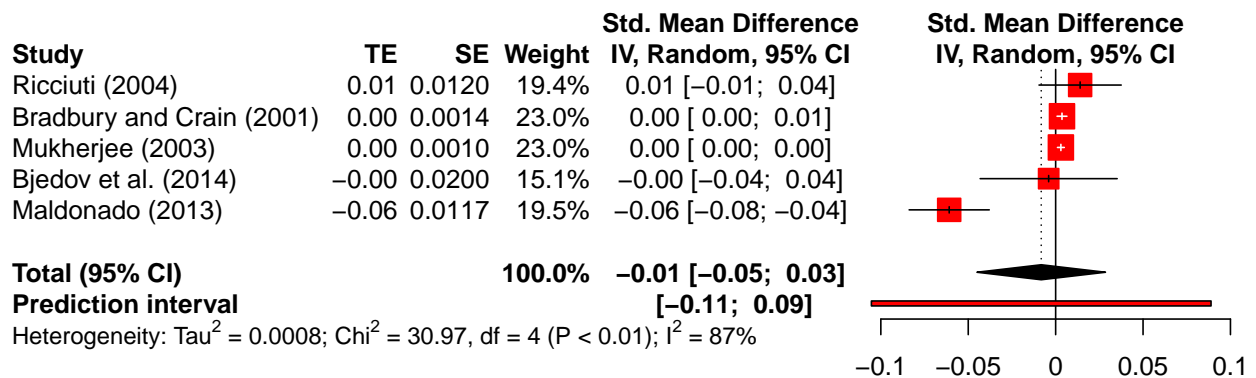 Std. Mean Difference Std. Mean Difference
Study TE SE Weight IV, Random, 95% CI IV, Random, 95% CI
Ricciuti (2004) 0.01 0.0120 19.4% 0.01 [−0.01; 0.04]
Bradbury and Crain (2001) 0.00 0.0014 23.0% 0.00 [ 0.00; 0.01]
Mukherjee (2003) 0.00 0.0010 23.0% 0.00 [ 0.00; 0.00]
Bjedov et al. (2014) −0.00 0.0200 15.1% −0.00 [−0.04; 0.04]
Maldonado (2013) −0.06 0.0117 19.5% −0.06 [−0.08; −0.04]
Total (95% CI) 100.0% −0.01 [−0.05; 0.03]
Prediction interval [−0.11; 0.09]
Heterogeneity: Tau² = 0.0008; Chi² = 30.97, df = 4 (P < 0.01); I² = 87%
−0.1 −0.05 0 0.05 0.1